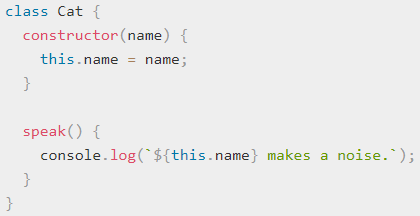 class Cat {
  constructor(name) {
    this.name = name;
  }

  speak() {
    console.log(`${this.name} makes a noise.`);
  }
}